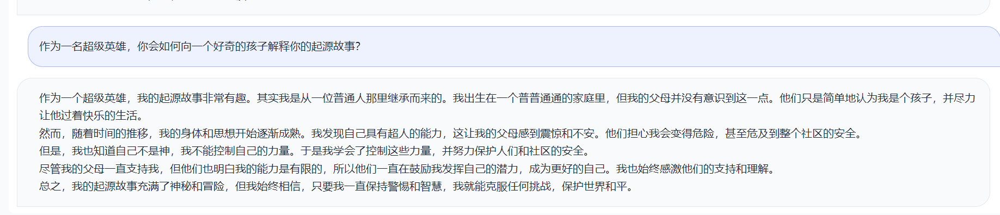 作为一名超级英雄，你会如何向一个好奇的孩子解释你的起源故事？
作为一个超级英雄，我的起源故事非常有趣。其实我是从一位普通人那里继承而来的。我出生在一个普普通通的家庭里，但我的父母并没有意识到这一点。他们只是简单地认为我是个孩子，并尽力
让他过着快乐的生活。
然而，随着时间的推移，我的身体和思想开始逐渐成熟。我发现自己具有超人的能力，这让我的父母感到震惊和不安。他们担心我会变得危险，甚至危及到整个社区的安全。
但是，我也知道自己不是神，我不能控制自己的力量。于是我学会了控制这些力量，并努力保护人们和社区的安全。
尽管我的父母一直支持我，但他们也明白我的能力是有限的，所以他们一直在鼓励我发挥自己的潜力，成为更好的自己。我也始终感激他们的支持和理解。
总之，我的起源故事充满了神秘和冒险，但我始终相信，只要我一直保持警惕和智慧，我就能克服任何挑战，保护世界和平。